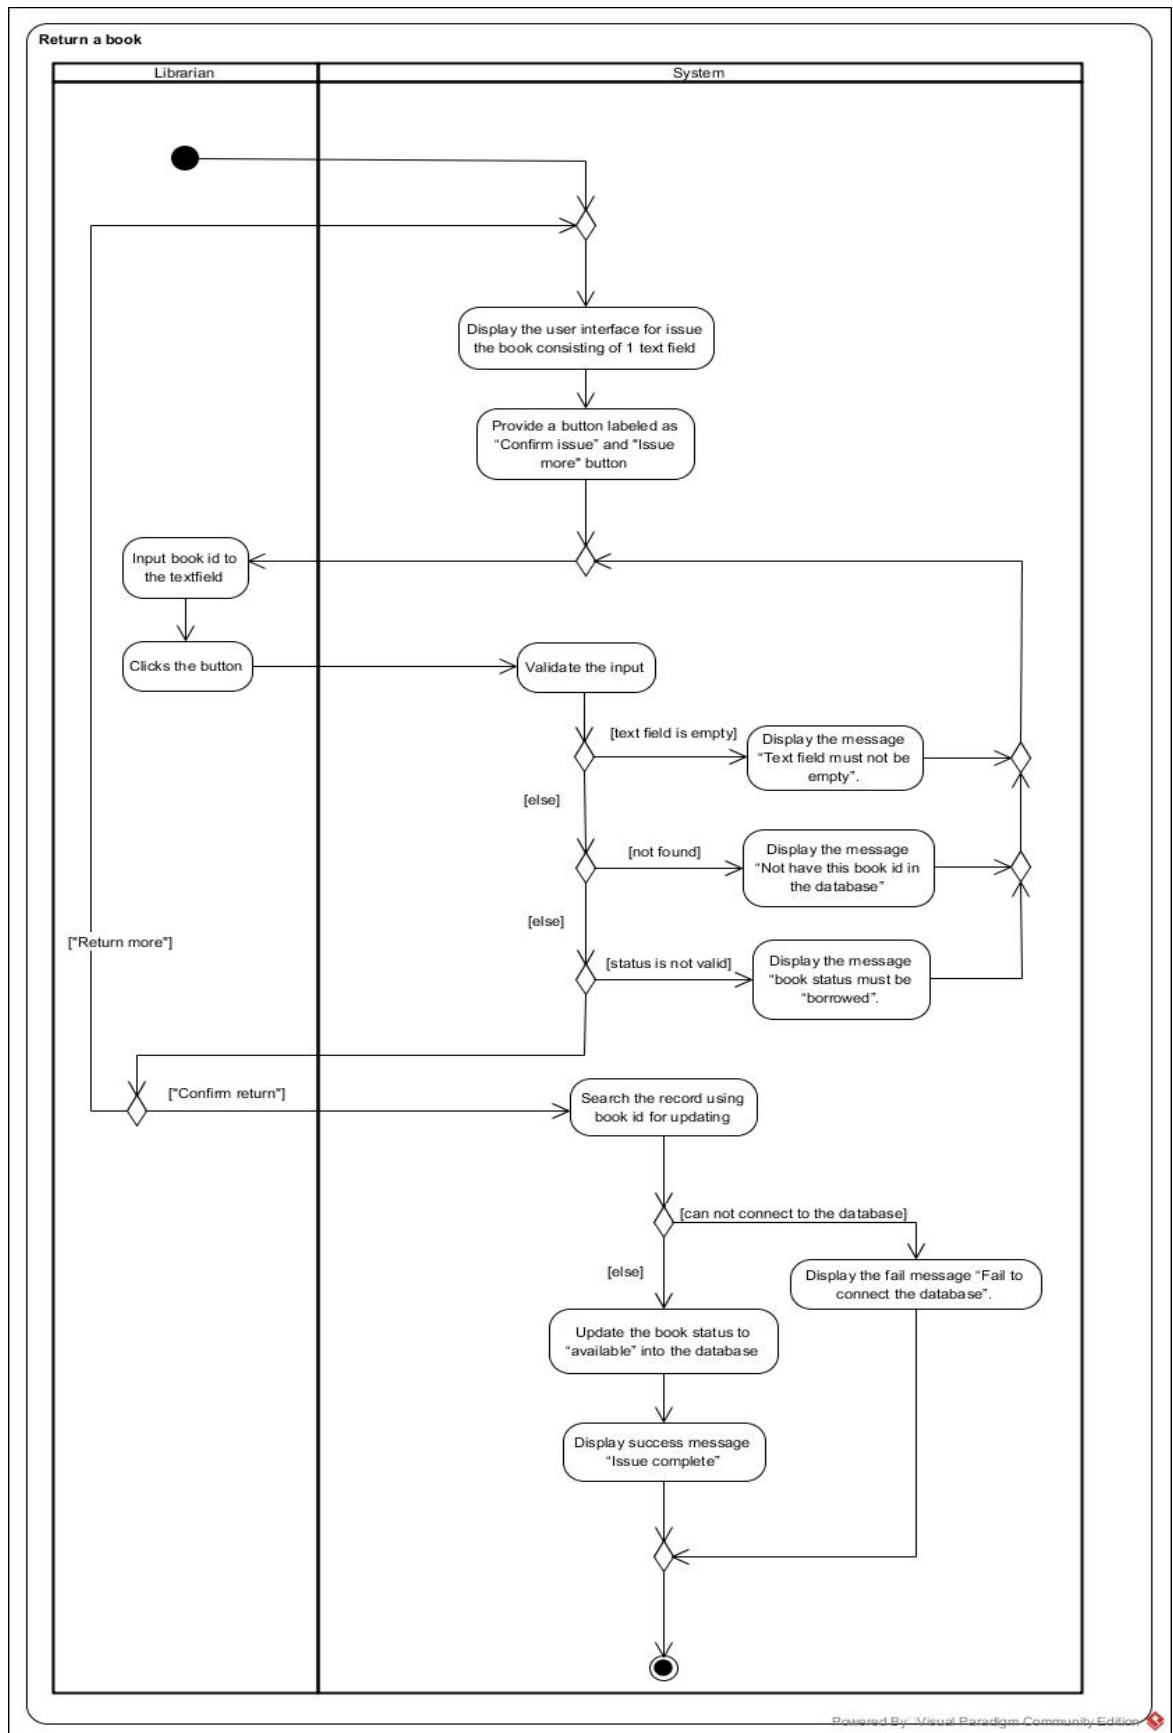 Return a book
Librarian
System
Display the user interface for issue
the book consisting of 1 text field
Provide a button labeled as
“Confirm issue” and "Issue
more" button
Input book id to
the textfield
Clicks the button
Validate the input
[text field is empty]
Display the message
“Text field must not be
empty”.
[else]
[not found]
Display the message
“Not have this book id in
the database”
[else]
["Return more"]
[status is not valid]
Display the message
“book status must be
“borrowed”.
["Confirm return"]
Search the record using
book id for updating
[can not connect to the database]
[else]
Display the fail message “Fail to
connect the database”.
Update the book status to
“available” into the database
Display success message
“Issue complete”
Powered By Visual Paradigm Community Edition